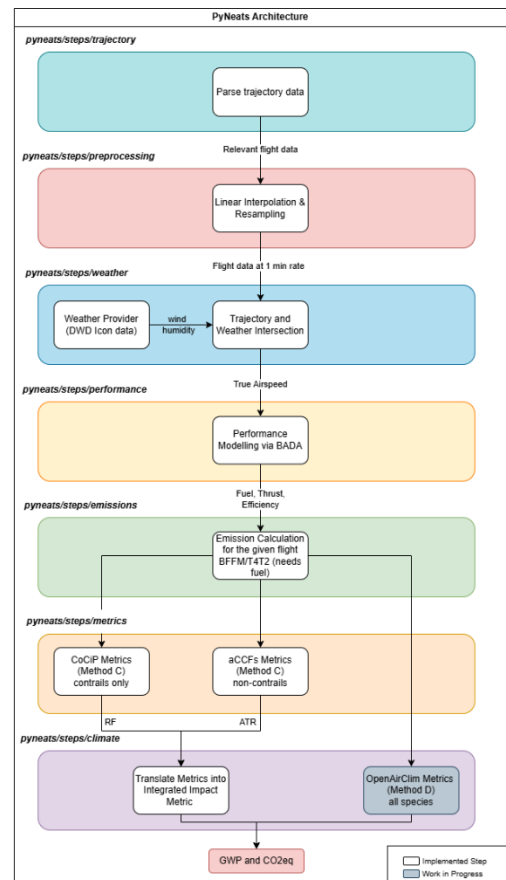 PyNeats Architecture
pyneats/steps/trajectory
Parse trajectory data
Relevant flight data
pyneats/steps/preprocessing
Linear Interpolation &
Resampling
Flight data at 1 min rate
pyneats/steps/weather
Weather Provider
(DWD Icon data)
wind
humidity
Trajectory and
Weather Intersection
True Airspeed
pyneats/steps/performance
Performance
Modelling via BADA
Fuel, Thrust,
Efficiency
pyneats/steps/emissions
Emission Calculation
for the given flight
BFFM/T4T2 (needs
fuel)
pyneats/steps/metrics
CoCiP Metrics
(Method C)
contrails only
aCCFs Metrics
(Method C)
non-contrails
RF
ATR
pyneats/steps/climate
Translate Metrics into
Integrated Impact
Metric
OpenAirClim Metrics
(Method D)
all species
GWP and CO2eq
Implemented Step
Work in Progress